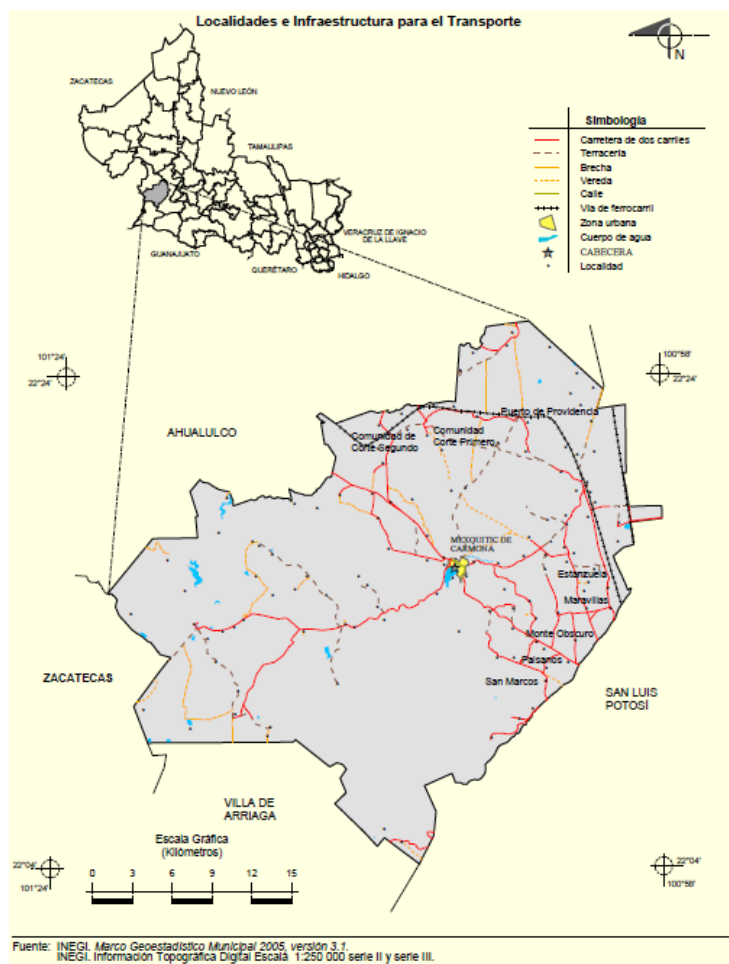 Localidades e Infraestructura para el Transporte
N
ZACATECAS
NUEVO LEÓN
TAMAULIPAS
VERACRUZ DE IGNACIO
DE LA LLAVE
GUANAJUATO
QUERÉTARO
HIDALGO
Simbología
Carretera de dos carriles
Terracería
Brecha
Vereda
Calle
Vía de ferrocarril
Zona urbana
Cuerpo de agua
CABECERA
Localidad
101°24'
22°24'
100°58'
22°24'
AHUALULCO
Puerto de Providencia
Comunidad de
Corte Segundo
Comunidad
Corte Primero
MEXQUITIC DE
CARMONA
Estanzuela
Maravillas
Monte Obscuro
Paisanos
San Marcos
ZACATECAS
SAN LUIS
POTOSÍ
VILLA DE
ARRIAGA
Escala Gráfica
(Kilómetros)
0 3 6 9 12 15
22°04'
101°24'
22°04'
100°58'
Fuente: INEGI. Marco Geoestadístico Municipal 2005, versión 3.1.
INEGI. Información Topográfica Digital Escala 1:250 000 serie II y serie III.